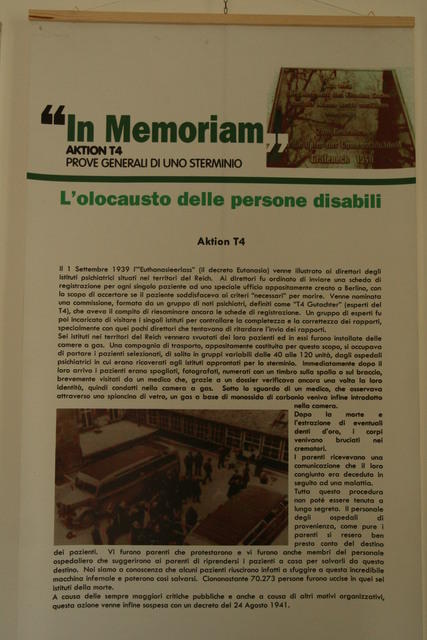 “In Memoriam”
AKTION T4
PROVE GENERALI DI UNO STERMINIO
Grafeneck 1940
L'olocausto delle persone disabili
Aktion T4
Il 1 Settembre 1939 l'"Euthanasieerlass" (il decreto Eutanasia) venne illustrato ai direttori degli
istituti psichiatrici situati nei territori del Reich. Ai direttori fu ordinato di inviare una scheda di
registrazione per ogni singolo paziente ad uno speciale ufficio appositamente creato a Berlino, con
lo scopo di accertare se il paziente soddisfaceva ai criteri "necessari" per morire. Venne nominata
una commissione, formata da un gruppo di noti psichiatri, definiti come "T4 Gutachter" (esperti del
T4), che aveva il compito di riesaminare ancora le schede di registrazione. Un gruppo di esperti fu
poi incaricato di visitare i singoli istituti per controllare la completezza e la correttezza dei rapporti,
specialmente con quei pochi direttori che tentavano di ritardare l'invio dei rapporti.
Sei istituti nei territori del Reich vennero svuotati dei loro pazienti ed in essi furono installate delle
camere a gas. Una compagnia di trasporto, appositamente costituita per questo scopo, si occupava
di portare i pazienti selezionati, di solito in gruppi variabili dalle 40 alle 120 unità, dagli ospedali
psichiatrici in cui erano ricoverati agli istituti approntati per lo sterminio. Immediatamente dopo il
loro arrivo i pazienti erano spogliati, fotografati, numerati con un timbro sulla spalla o sul braccio,
brevemente visitati da un medico che, grazie a un dossier verificava ancora una volta la loro
identità, quindi condotti nella camera a gas. Sotto lo sguardo di un medico, che osservava
attraverso uno spioncino di vetro, un gas a base di monossido di carbonio veniva infine introdotto
nella camera.
Dopo la morte e
l'estrazione di eventuali
denti d'oro, i corpi
venivano bruciati nei
crematori.
I parenti ricevevano una
comunicazione che il loro
congiunto era deceduto in
seguito ad una malattia.
Tutta questa procedura
non poté essere tenuta a
lungo segreta. Il personale
degli ospedali di
provenienza, come pure i
parenti si resero ben
presto conto del destino
dei pazienti. Vi furono parenti che protestarono e vi furono anche membri del personale
ospedaliero che suggerirono ai parenti di riprendersi i pazienti a casa per salvarli da questo
destino. Noi siamo a conoscenza che alcuni pazienti riuscirono infatti a sfuggire a questa incredibile
macchina infernale e poterono così salvarsi. Ciononostante 70.273 persone furono uccise in quei sei
istituti della morte.
A causa delle sempre maggiori critiche pubbliche e anche a causa di altri motivi organizzativi,
questa azione venne infine sospesa con un decreto del 24 Agosto 1941.